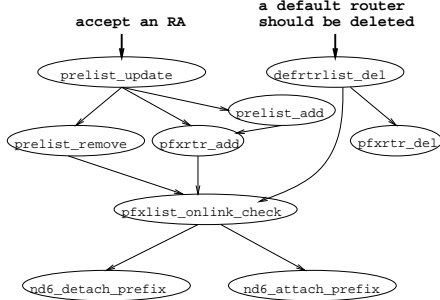 a default router
accept an RA
should be deleted
prelist_update
defrtrlist_del
prelist_add
prelist_remove
pfxrtr_add
pfxrtr_del
pfxlist_onlink_check
nd6_detach_prefix
nd6_attach_prefix